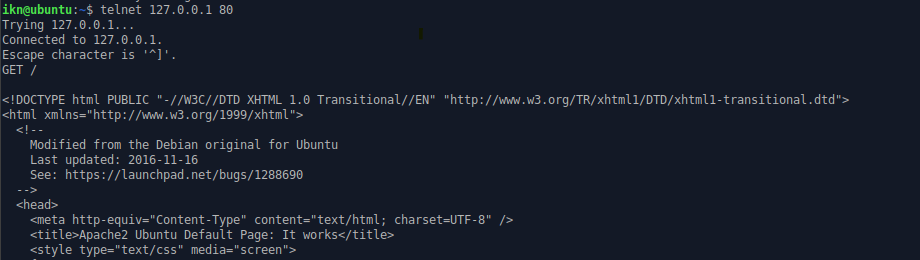 ikn@ubuntu:~$ telnet 127.0.0.1 80
Trying 127.0.0.1...
Connected to 127.0.0.1.
Escape character is '^]'.
GET /

<!DOCTYPE html PUBLIC "-//W3C//DTD XHTML 1.0 Transitional//EN" "http://www.w3.org/TR/xhtml1/DTD/xhtml1-transitional.dtd">
<html xmlns="http://www.w3.org/1999/xhtml">
  <!--
    Modified from the Debian original for Ubuntu
    Last updated: 2016-11-16
    See: https://launchpad.net/bugs/1288690
  -->
  <head>
    <meta http-equiv="Content-Type" content="text/html; charset=UTF-8" />
    <title>Apache2 Ubuntu Default Page: It works</title>
    <style type="text/css" media="screen">